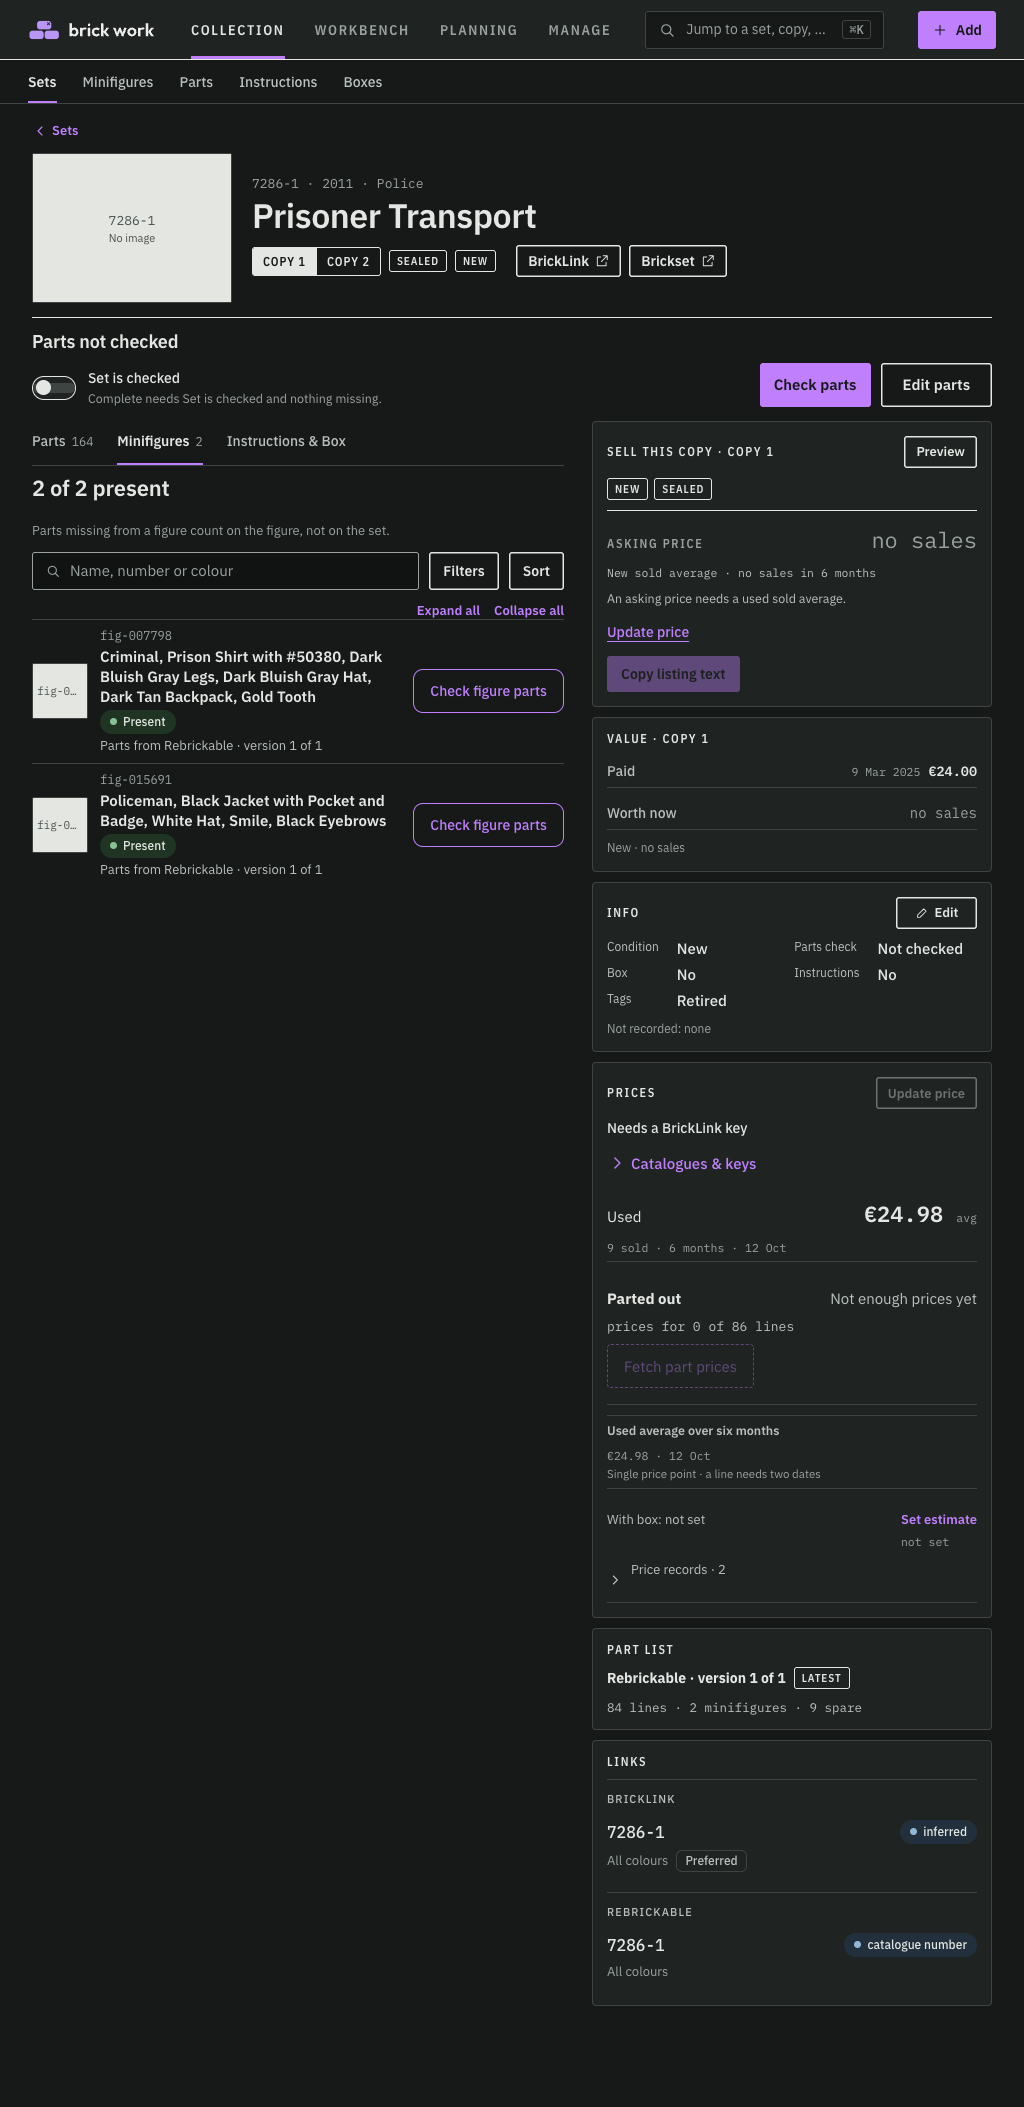 brick work
COLLECTION
WORKBENCH
PLANNING
MANAGE
Jump to a set, copy, ...
⌘K
Add
Sets
Minifigures
Parts
Instructions
Boxes
Sets
7286-1
No image
7286-1 · 2011 · Police
Prisoner Transport
COPY 1
COPY 2
SEALED
NEW
BrickLink
Brickset
Parts not checked
Set is checked
Complete needs Set is checked and nothing missing.
Check parts
Edit parts
Parts 164
Minifigures 2
Instructions & Box
2 of 2 present
Parts missing from a figure count on the figure, not on the set.
Name, number or colour
Filters
Sort
Expand all
Collapse all
fig-007798
fig-0…
Criminal, Prison Shirt with #50380, Dark
Bluish Gray Legs, Dark Bluish Gray Hat,
Dark Tan Backpack, Gold Tooth
Present
Parts from Rebrickable · version 1 of 1
Check figure parts
fig-015691
fig-0…
Policeman, Black Jacket with Pocket and
Badge, White Hat, Smile, Black Eyebrows
Present
Parts from Rebrickable · version 1 of 1
Check figure parts
SELL THIS COPY · COPY 1
Preview
NEW
SEALED
ASKING PRICE
no sales
New sold average · no sales in 6 months
An asking price needs a used sold average.
Update price
Copy listing text
VALUE · COPY 1
Paid
9 Mar 2025 €24.00
Worth now
no sales
New · no sales
INFO
Edit
Condition
New
Parts check
Not checked
Box
No
Instructions
No
Tags
Retired
Not recorded: none
PRICES
Update price
Needs a BrickLink key
Catalogues & keys
Used
€24.98 avg
9 sold · 6 months · 12 Oct
Parted out
Not enough prices yet
prices for 0 of 86 lines
Fetch part prices
Used average over six months
€24.98 · 12 Oct
Single price point · a line needs two dates
With box: not set
Set estimate
not set
Price records · 2
PART LIST
Rebrickable · version 1 of 1
LATEST
84 lines · 2 minifigures · 9 spare
LINKS
BRICKLINK
7286-1
inferred
All colours
Preferred
REBRICKABLE
7286-1
catalogue number
All colours